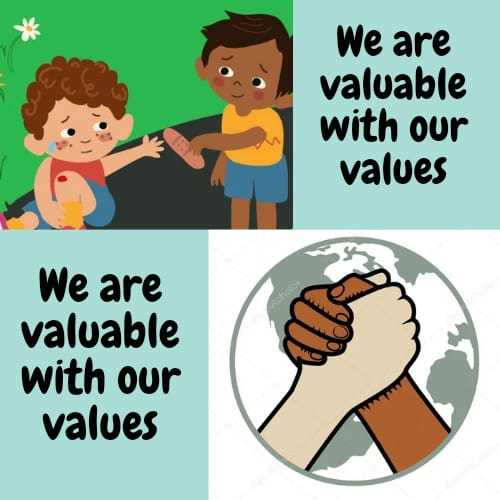 We are
valuable
with our
values
We are
valuable
with our
values